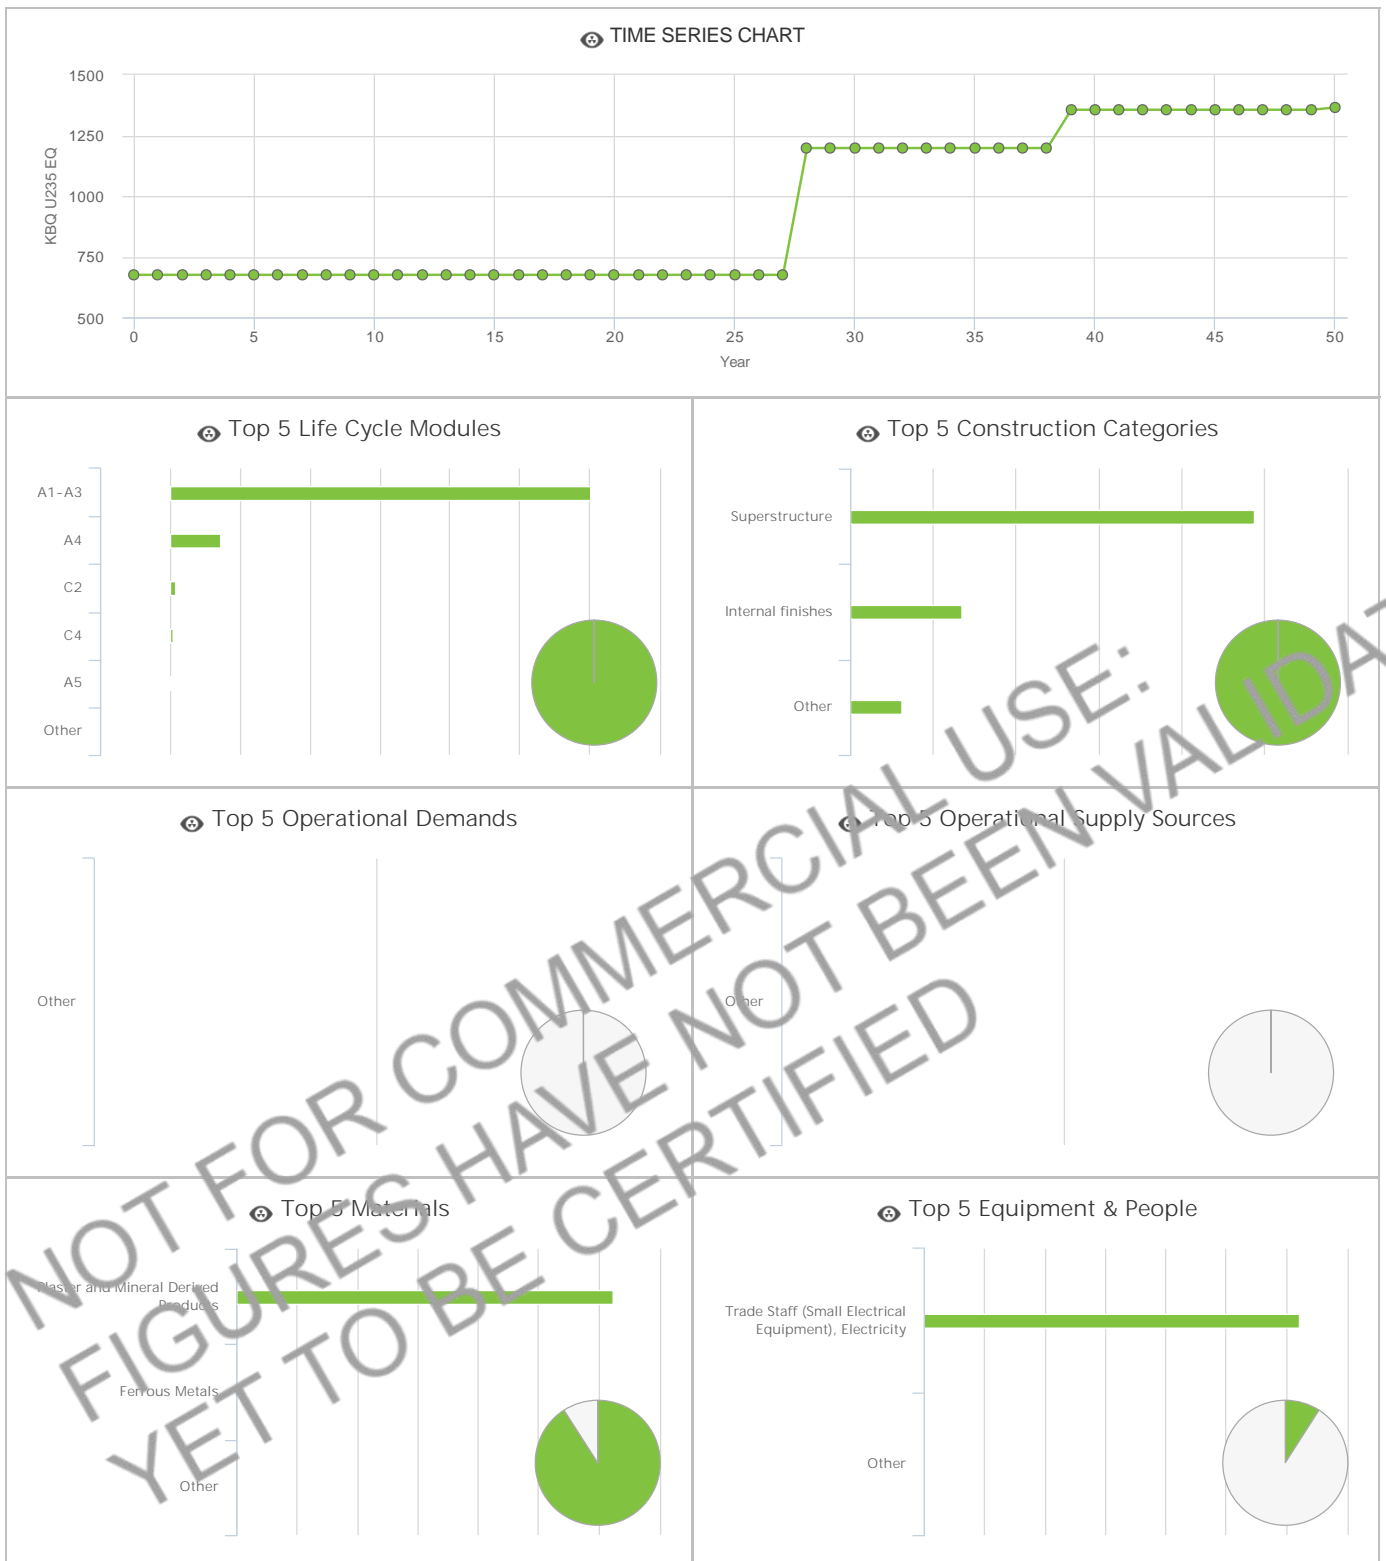 TIME SERIES CHART
1500
1250
1000
750
500
KBQ U235 EQ
0 5 10 15 20 25 30 35 40 45 50
Year
Top 5 Life Cycle Modules
A1-A3
A4
C2
C4
A5
Other
Top 5 Construction Categories
Superstructure
Internal finishes
Other
Top 5 Operational Demands
Other
Top 5 Operational Supply Sources
Other
Top 5 Materials
Plaster and Mineral Derived
Products
Ferrous Metals
Other
Top 5 Equipment & People
Trade Staff (Small Electrical
Equipment), Electricity
Other
NOT FOR COMMERCIAL USE:
FIGURES HAVE NOT BEEN VALIDAT
YET TO BE CERTIFIED